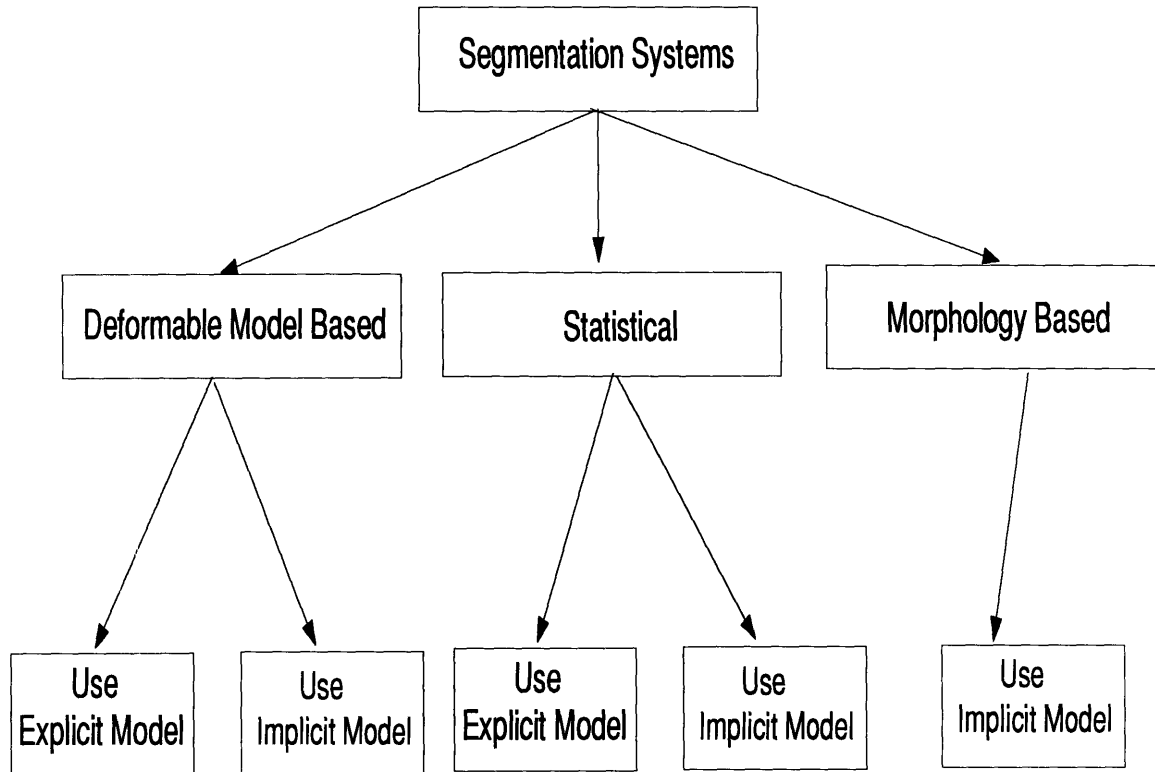 Segmentation Systems
Deformable Model Based
Statistical
Morphology Based
Use
Explicit Model
Use
Implicit Model
Use
Explicit Model
Use
Implicit Model
Use
Implicit Model